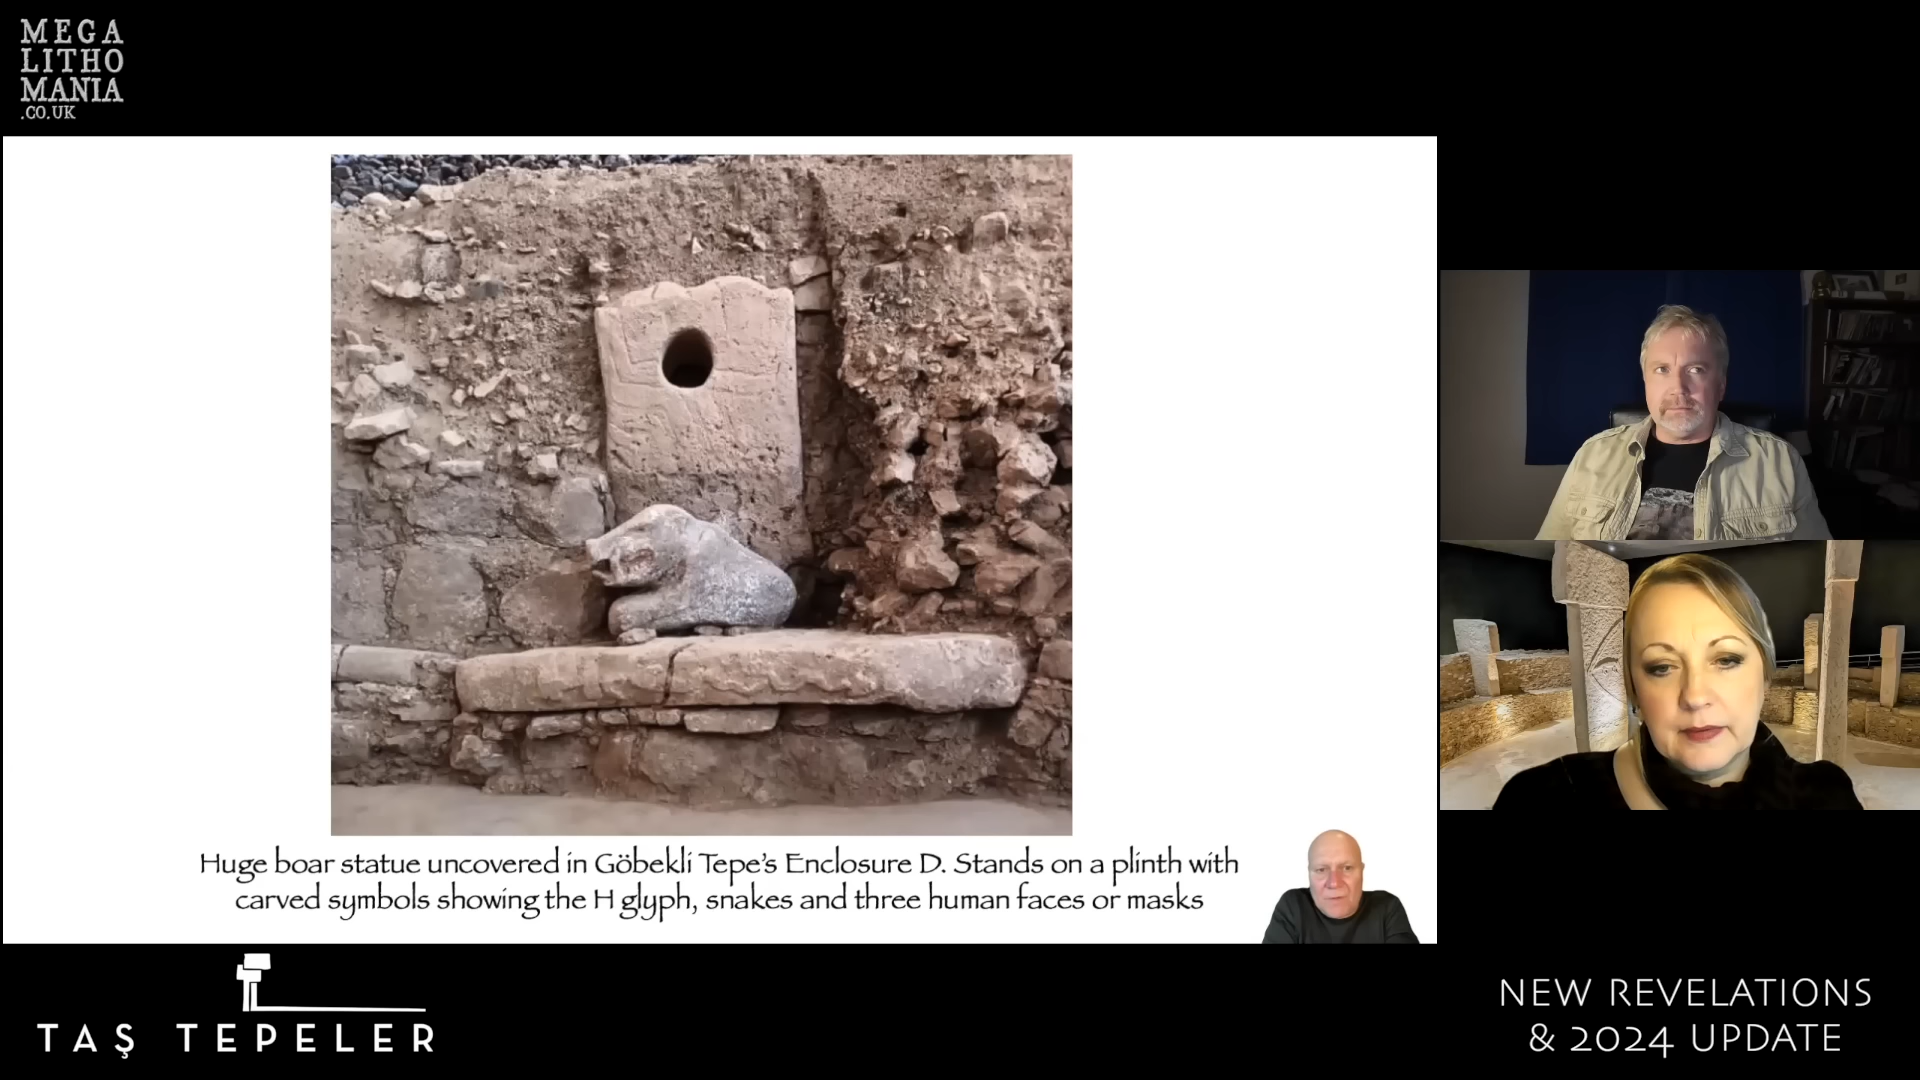 MEGA
LITHO
MANIA
.CO.UK
Huge boar statue uncovered in Göbekli Tepe's Enclosure D. Stands on a plinth with
carved symbols showing the H glyph, snakes and three human faces or masks
TAŞ TEPELER
NEW REVELATIONS
& 2024 UPDATE